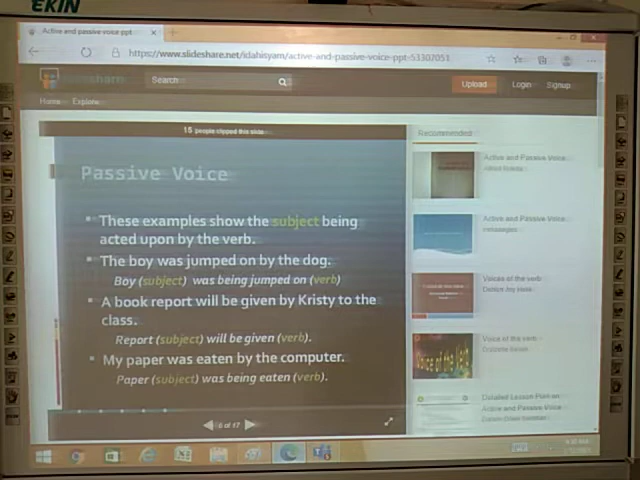 EKIN
Active and passive voice ppt
https://www.slideshare.net/idahisyam/active-and-passive-voice-ppt-53307051
Search
Upload
Login
Signup
Home
Explore
15 people clipped this slide
Passive Voice
These examples show the subject being
acted upon by the verb.
The boy was jumped on by the dog.
Boy (subject) was being jumped on (verb)
A book report will be given by Kristy to the
class.
Report (subject) will be given (verb).
My paper was eaten by the computer.
Paper (subject) was being eaten (verb).
6 of 17
Recommended
Active and Passive Voice
Active and Passive Voice
Voices of the verb
Voice of the verb
Detailed Lesson Plan on
Active and Passive Voice